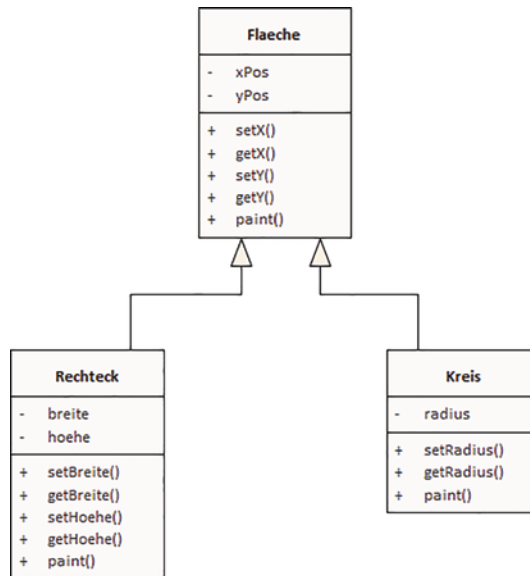 Flaeche
- xPos
- yPos
+ setX()
+ getX()
+ setY()
+ getY()
+ paint()
Rechteck
- breite
- hoehe
+ setBreite()
+ getBreite()
+ setHoehe()
+ getHoehe()
+ paint()
Kreis
- radius
+ setRadius()
+ getRadius()
+ paint()